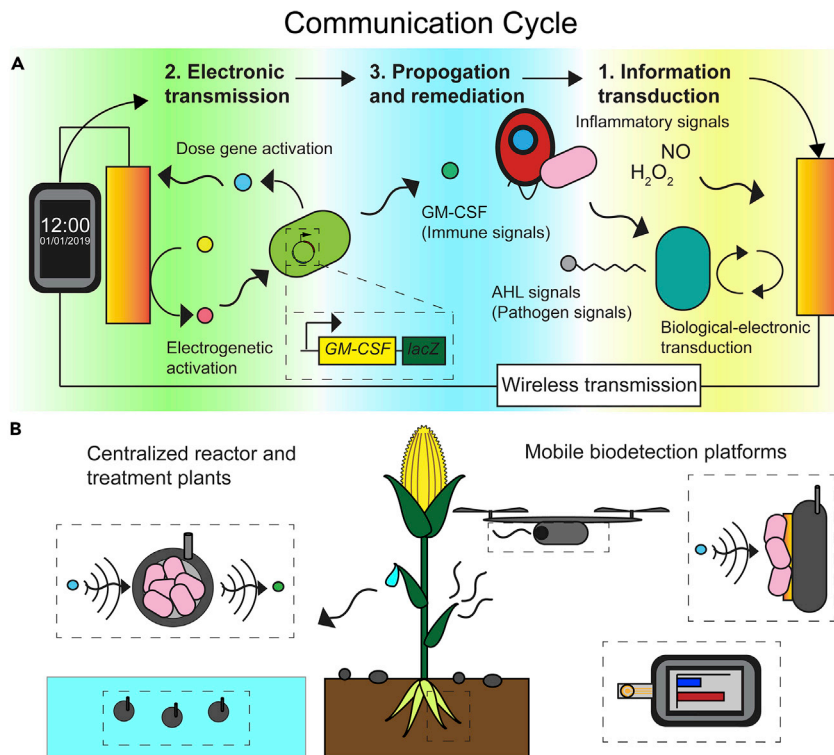 Communication Cycle
A
2. Electronic
transmission
3. Propogation
and remediation
1. Information
transduction
Inflammatory signals
NO
H2O2
Dose gene activation
12:00
01/01/2019
GM-CSF
(Immune signals)
AHL signals
(Pathogen signals)
Electrogenetic
activation
GM-CSF
lacZ
Biological-electronic
transduction
Wireless transmission
B
Centralized reactor and
treatment plants
Mobile biodetection platforms